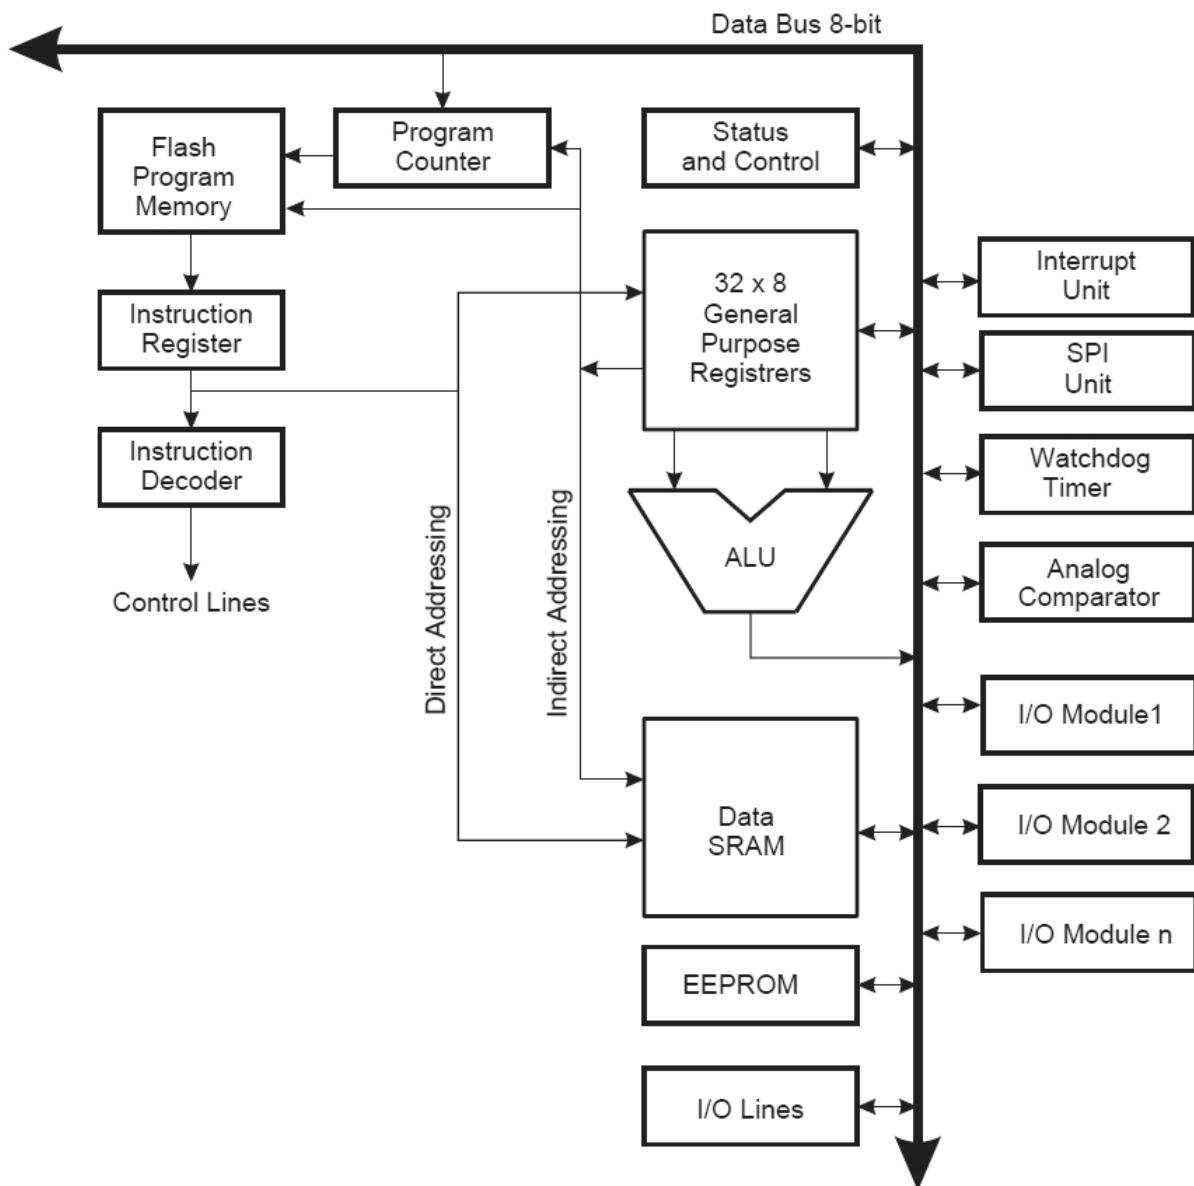 Data Bus 8-bit
Flash
Program
Memory
Program
Counter
Status
and Control
32 x 8
General
Purpose
Registrers
Interrupt
Unit
Instruction
Register
SPI
Unit
Instruction
Decoder
Watchdog
Timer
Control Lines
Direct Addressing
Indirect Addressing
ALU
Analog
Comparator
I/O Module1
Data
SRAM
I/O Module 2
I/O Module n
EEPROM
I/O Lines